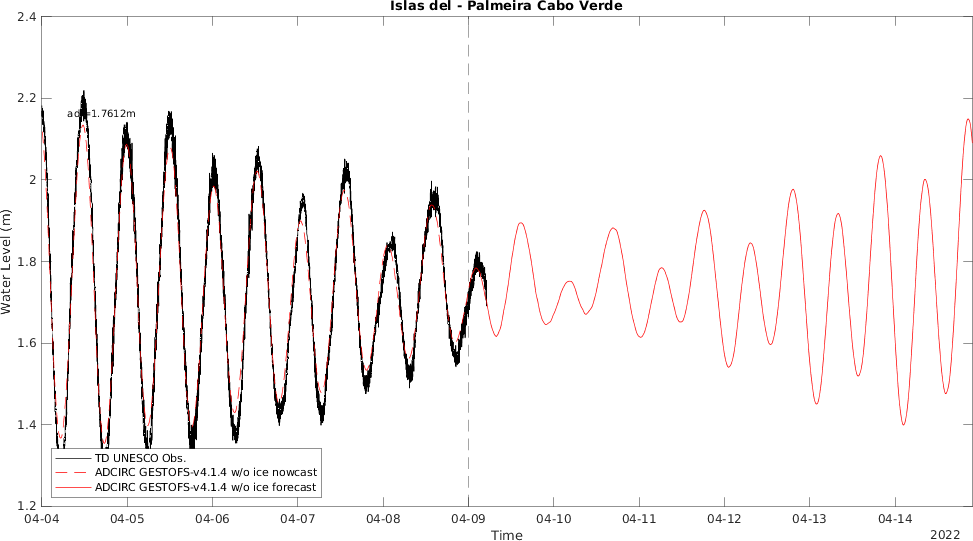 Islas del - Palmeira Cabo Verde
2.4
2.2
2
1.8
1.6
1.4
1.2
Water Level (m)
=1.7612m
TD UNESCO Obs.
ADCIRC GESTOFS-v4.1.4 w/o ice nowcast
ADCIRC GESTOFS-v4.1.4 w/o ice forecast
04-04 04-05 04-06 04-07 04-08 04-09 04-10 04-11 04-12 04-13 04-14
Time
2022